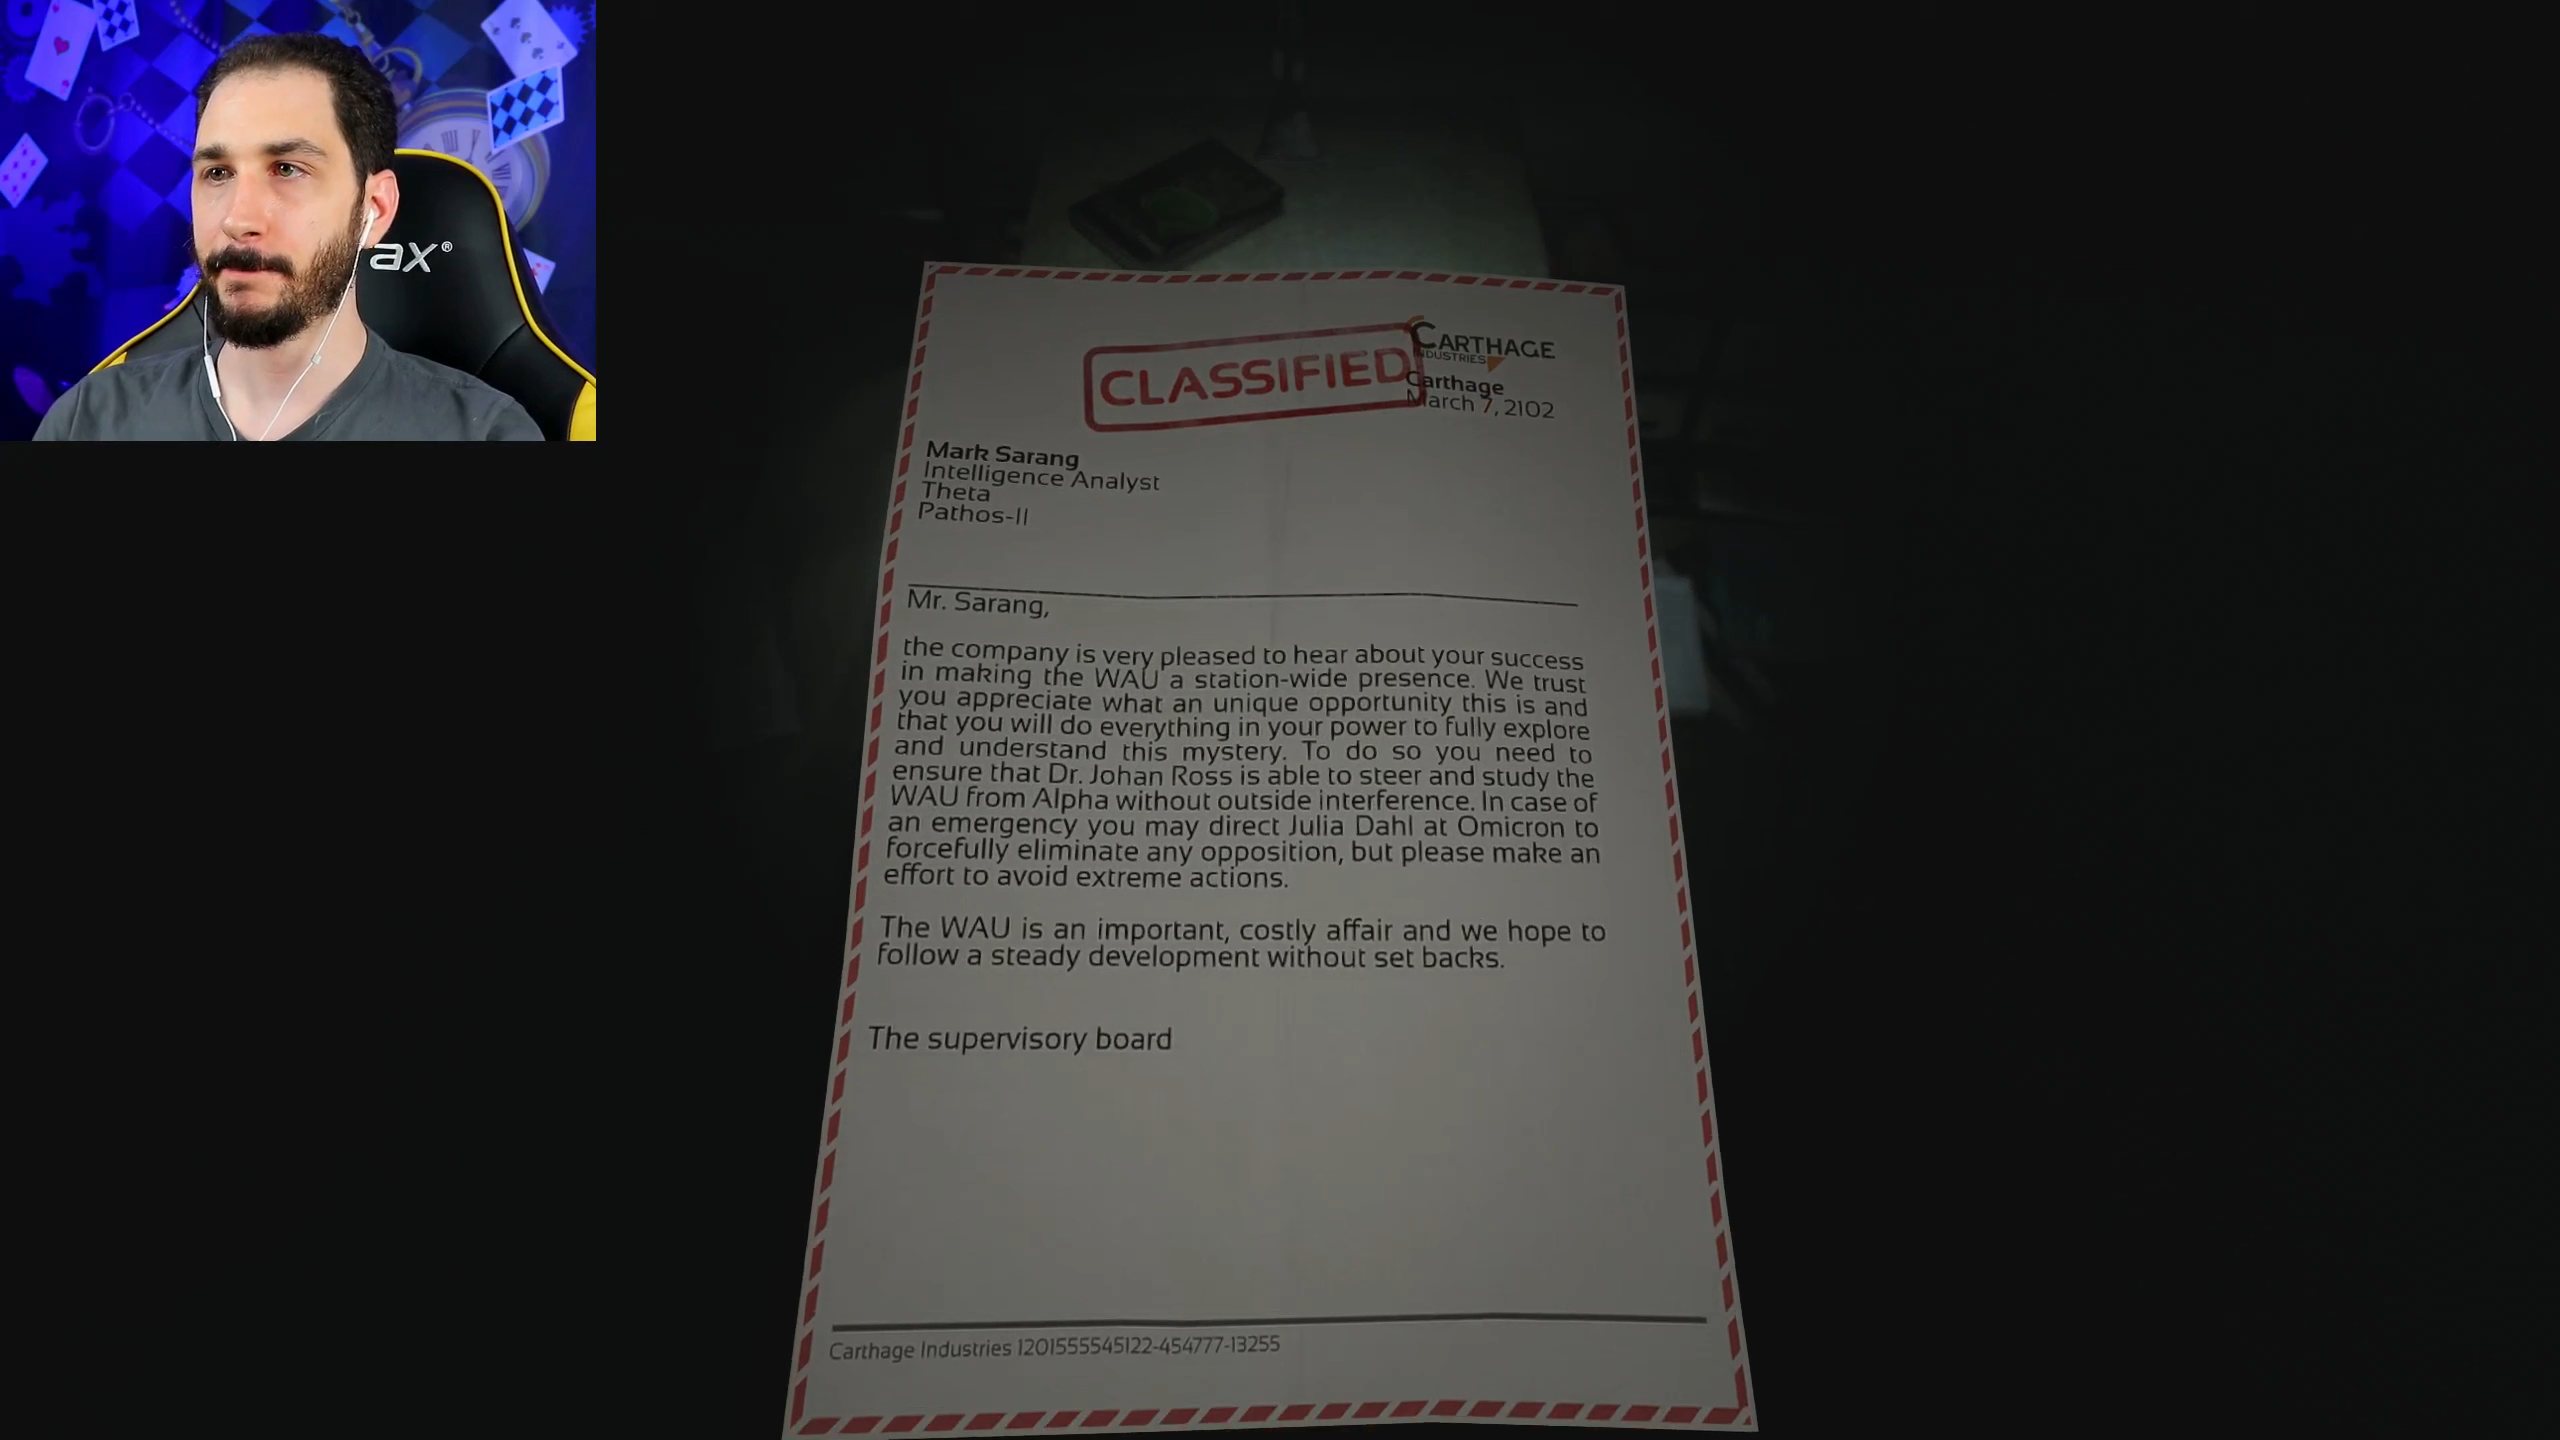 ax®
CLASSIFIED
CARTHAGE
INDUSTRIES
Carthage
March 7, 2102
Mark Sarang
Intelligence Analyst
Theta
Pathos-II
Mr. Sarang,
the company is very pleased to hear about your success
in making the WAU a station-wide presence. We trust
you appreciate what an unique opportunity this is and
that you will do everything in your power to fully explore
and understand this mystery. To do so you need to
ensure that Dr. Johan Ross is able to steer and study the
WAU from Alpha without outside interference. In case of
an emergency you may direct Julia Dahl at Omicron to
forcefully eliminate any opposition, but please make an
effort to avoid extreme actions.
The WAU is an important, costly affair and we hope to
follow a steady development without set backs.
The supervisory board
Carthage Industries 1201555545122-454777-13255